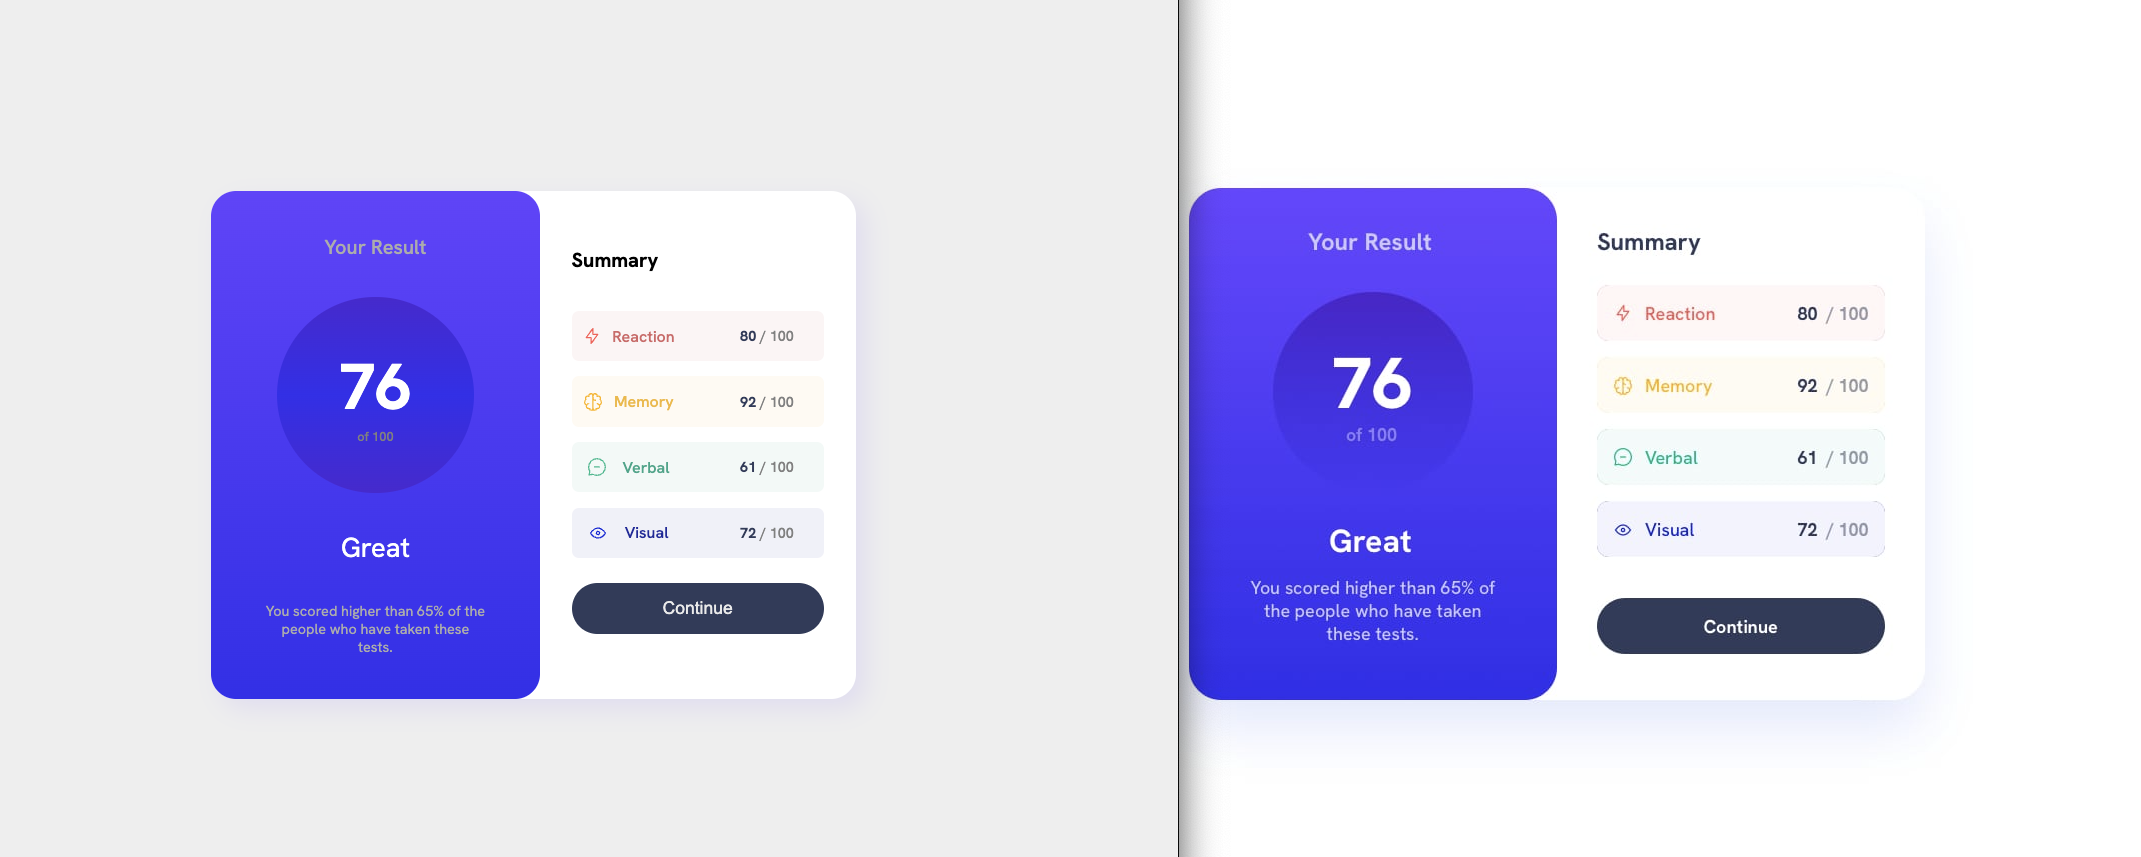 Your Result
76
of 100
Great
You scored higher than 65% of the
people who have taken these
tests.
Summary
Reaction 80 / 100
Memory 92 / 100
Verbal 61 / 100
Visual 72 / 100
Continue
Your Result
76
of 100
Great
You scored higher than 65% of
the people who have taken
these tests.
Summary
Reaction 80 / 100
Memory 92 / 100
Verbal 61 / 100
Visual 72 / 100
Continue